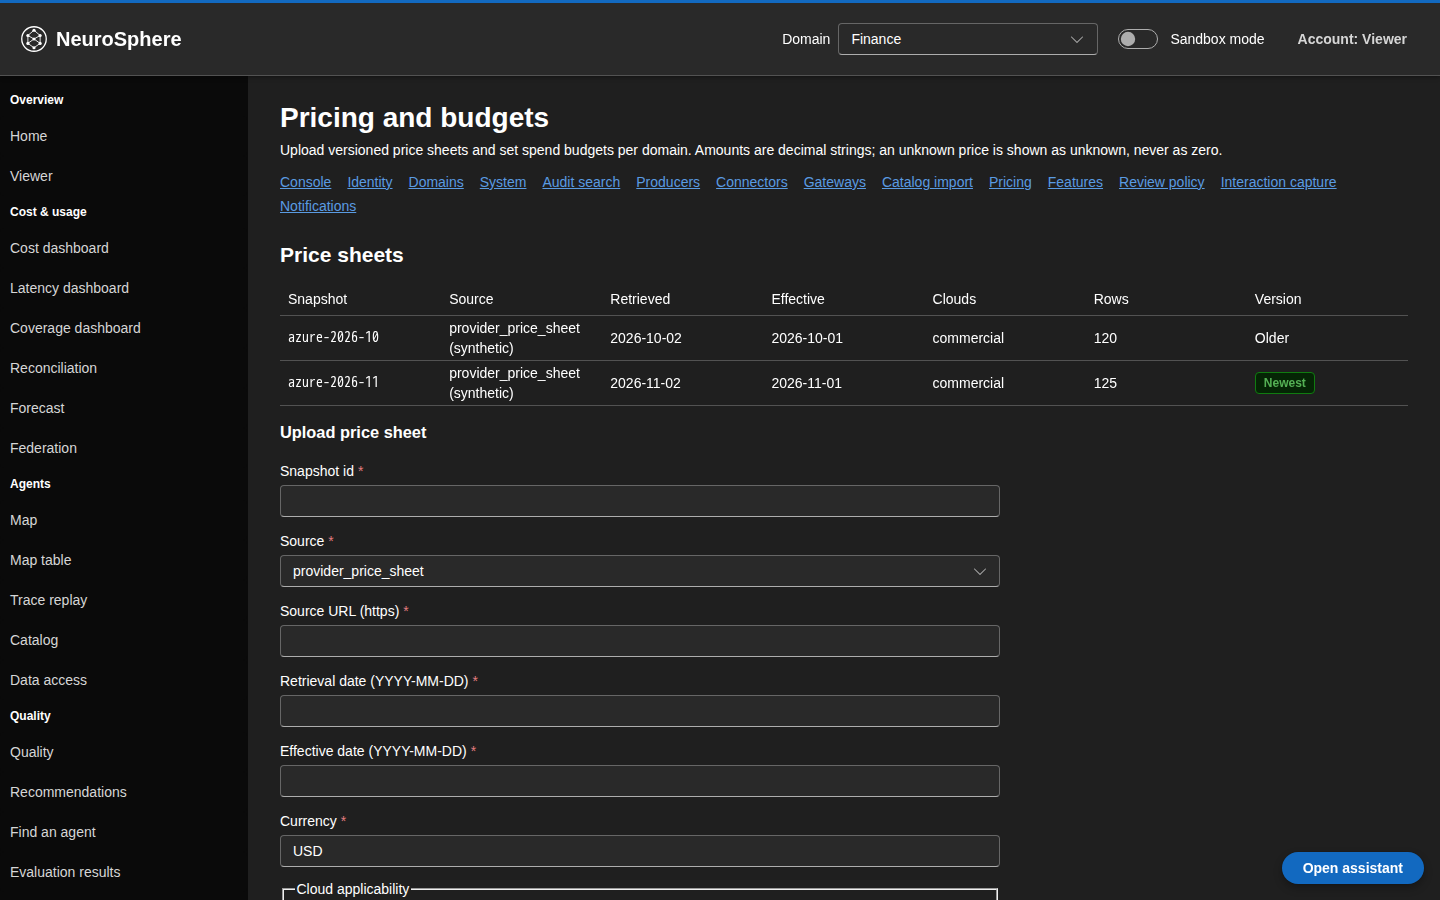 NeuroSphere
Domain
Finance
Sandbox mode
Account: Viewer
Overview
Home
Viewer
Cost & usage
Cost dashboard
Latency dashboard
Coverage dashboard
Reconciliation
Forecast
Federation
Agents
Map
Map table
Trace replay
Catalog
Data access
Quality
Quality
Recommendations
Find an agent
Evaluation results
Pricing and budgets
Upload versioned price sheets and set spend budgets per domain. Amounts are decimal strings; an unknown price is shown as unknown, never as zero.
Console Identity Domains System Audit search Producers Connectors Gateways Catalog import Pricing Features Review policy Interaction capture
Notifications
Price sheets
Snapshot Source Retrieved Effective Clouds Rows Version
azure-2026-10 provider_price_sheet (synthetic) 2026-10-02 2026-10-01 commercial 120 Older
azure-2026-11 provider_price_sheet (synthetic) 2026-11-02 2026-11-01 commercial 125 Newest
Upload price sheet
Snapshot id *
Source *
provider_price_sheet
Source URL (https) *
Retrieval date (YYYY-MM-DD) *
Effective date (YYYY-MM-DD) *
Currency *
USD
Cloud applicability
Open assistant